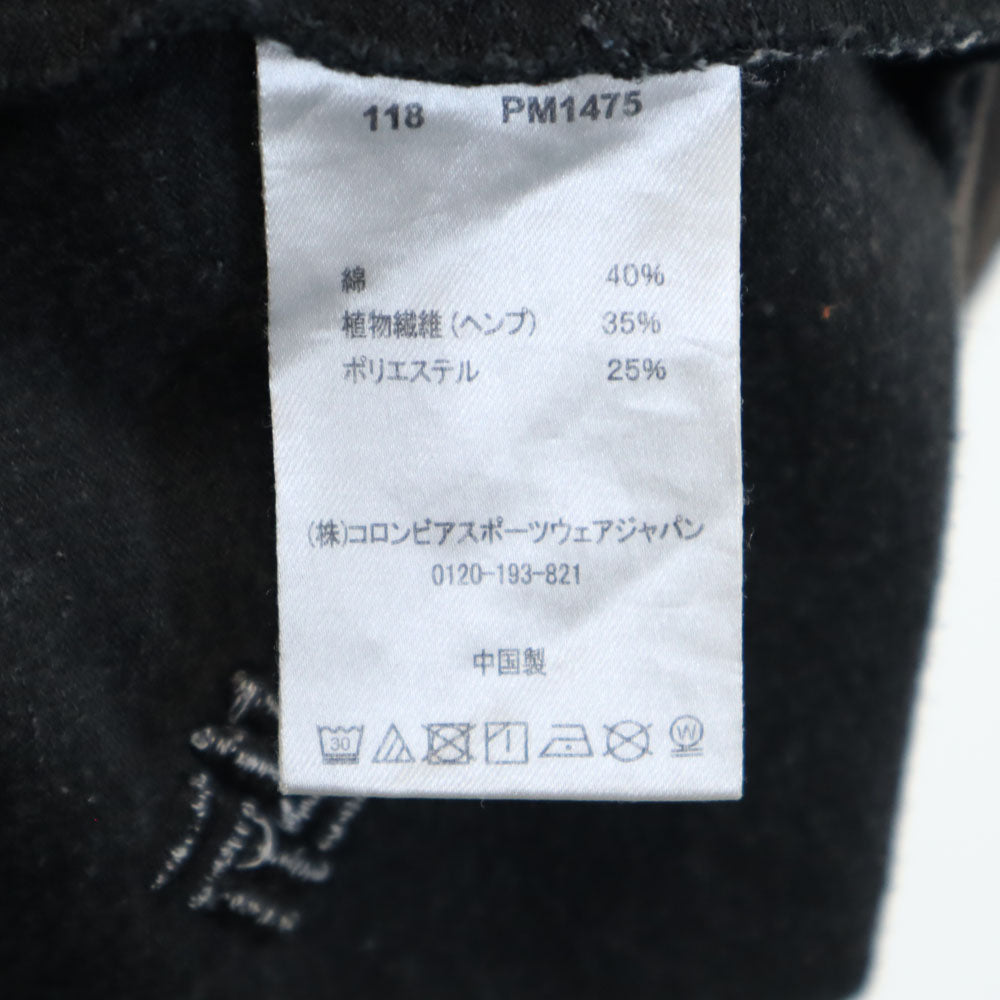 118 PM1475
綿 40%
植物繊維(ヘンプ) 35%
ポリエステル 25%
(株)コロンビアスポーツウェアジャパン
0120-193-821
中国製
30 W